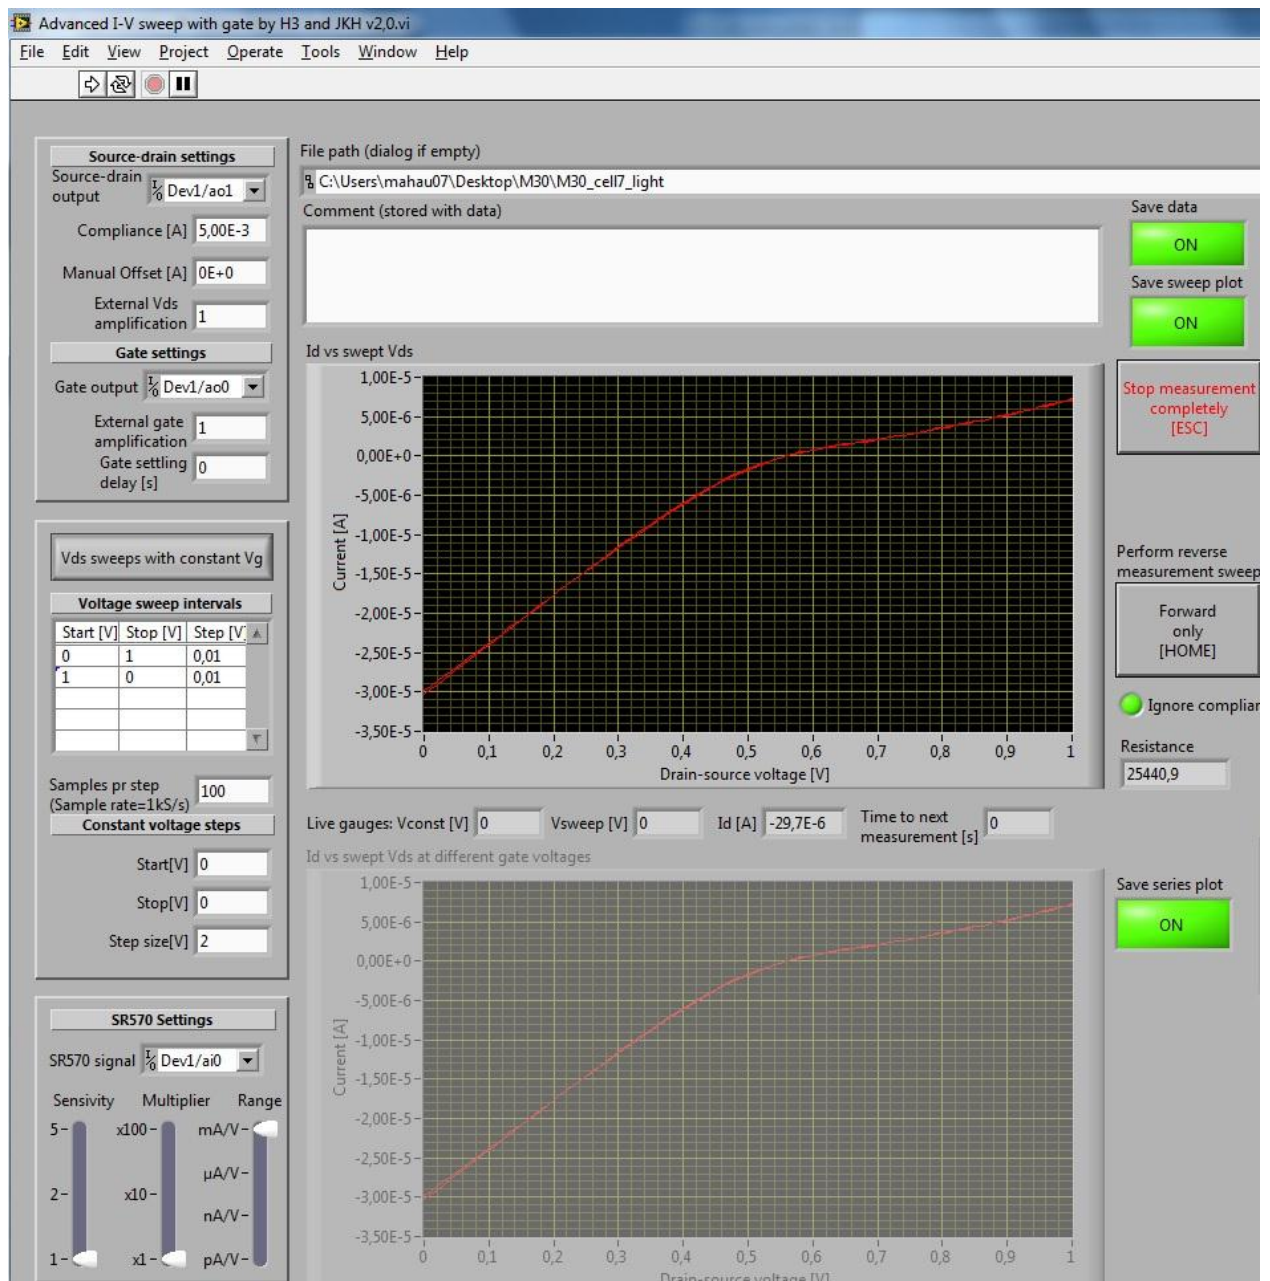 Advanced I-V sweep with gate by H3 and JKH v2,0.vi
File Edit View Project Operate Tools Window Help
Source-drain settings
Source-drain
output
Dev1/ao1
Compliance [A] 5,00E-3
Manual Offset [A] 0E+0
External Vds
amplification
1
Gate settings
Gate output Dev1/ao0
External gate
amplification
1
Gate settling
delay [s]
0
File path (dialog if empty)
C:\Users\mahau07\Desktop\M30\M30_cell7_light
Comment (stored with data)
Save data
ON
Save sweep plot
ON
Stop measurement
completely
[ESC]
Id vs swept Vds
1,00E-5
5,00E-6
0,00E+0
-5,00E-6
-1,00E-5
-1,50E-5
-2,00E-5
-2,50E-5
-3,00E-5
-3,50E-5
Current [A]
0 0,1 0,2 0,3 0,4 0,5 0,6 0,7 0,8 0,9 1
Drain-source voltage [V]
Perform reverse
measurement sweep
Forward
only
[HOME]
Ignore complian
Resistance
25440,9
Vds sweeps with constant Vg
Voltage sweep intervals
Start [V] Stop [V] Step [V]
0 1 0,01
1 0 0,01
Samples pr step
(Sample rate=1kS/s)
100
Constant voltage steps
Start[V] 0
Stop[V] 0
Step size[V] 2
Live gauges: Vconst [V] 0 Vsweep [V] 0 Id [A] -29,7E-6
Time to next
measurement [s]
0
Id vs swept Vds at different gate voltages
1,00E-5
5,00E-6
0,00E+0
-5,00E-6
-1,00E-5
-1,50E-5
-2,00E-5
-2,50E-5
-3,00E-5
-3,50E-5
Current [A]
0 0,1 0,2 0,3 0,4 0,5 0,6 0,7 0,8 0,9 1
Drain-source voltage [V]
Save series plot
ON
SR570 Settings
SR570 signal Dev1/ai0
Sensivity Multiplier Range
5 x100 mA/V
µA/V
2 x10
nA/V
1 x1 pA/V